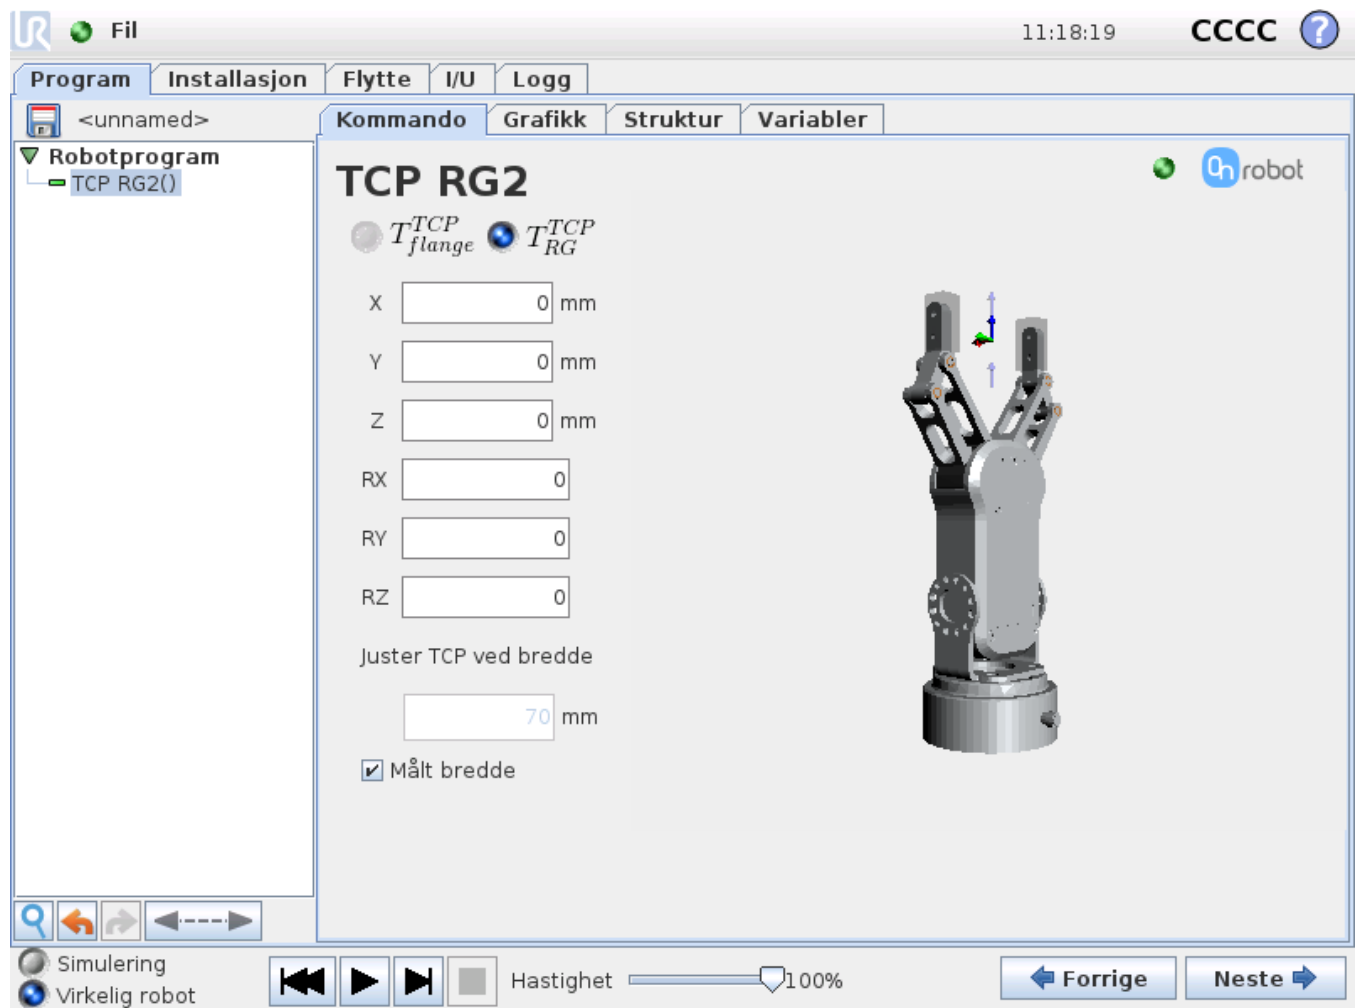 UR Fil 11:18:19 CCCC ?
Program Installasjon Flytte I/U Logg
<unnamed>
Kommando Grafikk Struktur Variabler
Robotprogram
TCP RG2()
TCP RG2
On robot
T TCP flange T TCP RG
X 0 mm
Y 0 mm
Z 0 mm
RX 0
RY 0
RZ 0
Juster TCP ved bredde
70 mm
Målt bredde
Simulering
Virkelig robot
Hastighet 100%
Forrige Neste